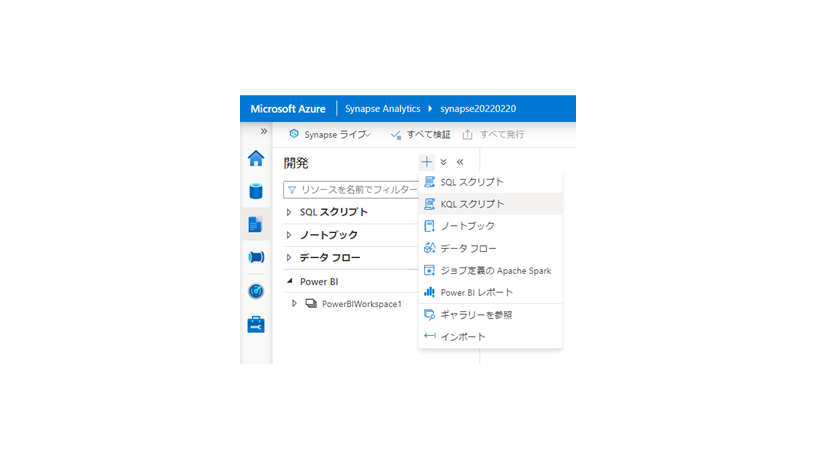 Microsoft Azure | Synapse Analytics ▸ synapse20220220
» Synapse ライブ すべて検証 すべて発行
開発 + « 
リソースを名前でフィルター
SQL スクリプト
ノートブック
データ フロー
Power BI
PowerBIWorkspace1
SQL スクリプト
KQL スクリプト
ノートブック
データ フロー
ジョブ定義の Apache Spark
Power BI レポート
ギャラリーを参照
インポート